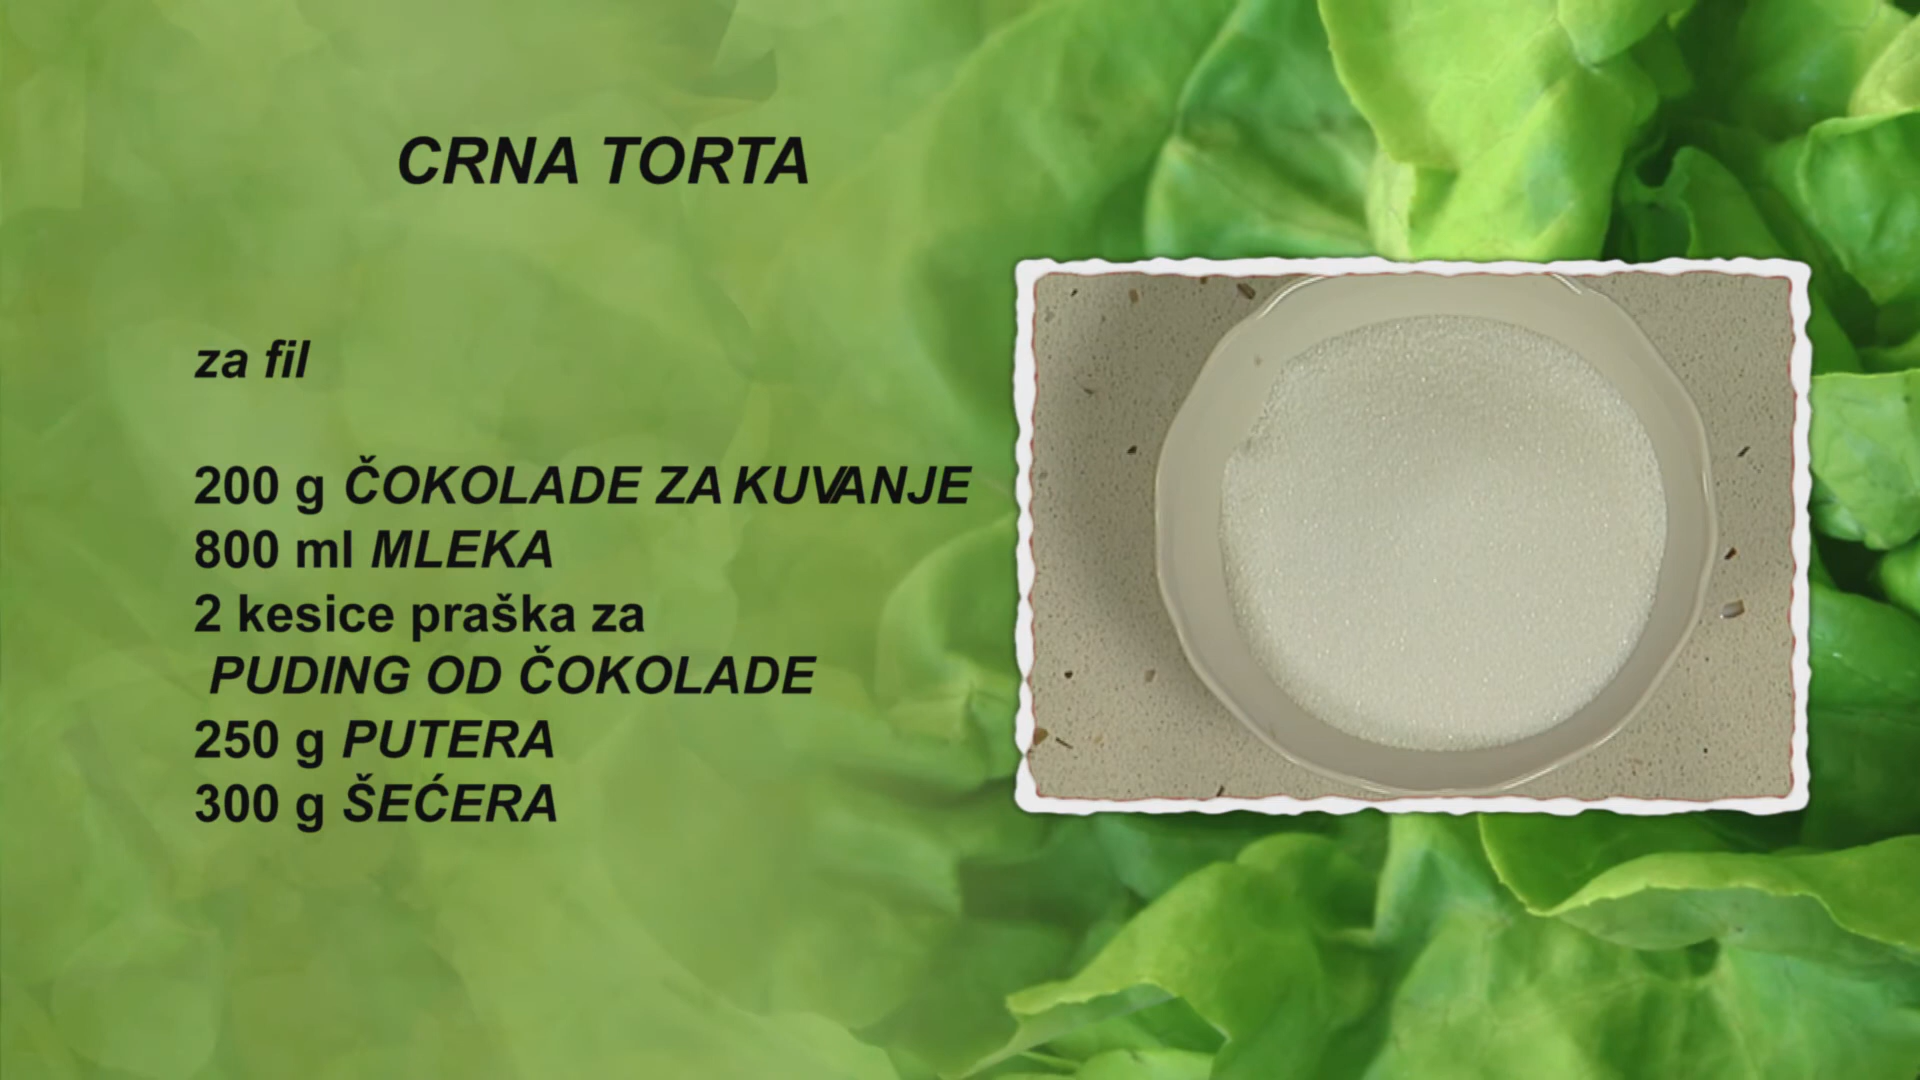 CRNA TORTA
za fil
200 g ČOKOLADE ZA KUVANJE
800 ml MLEKA
2 kesice praška za
PUDING OD ČOKOLADE
250 g PUTERA
300 g ŠEĆERA